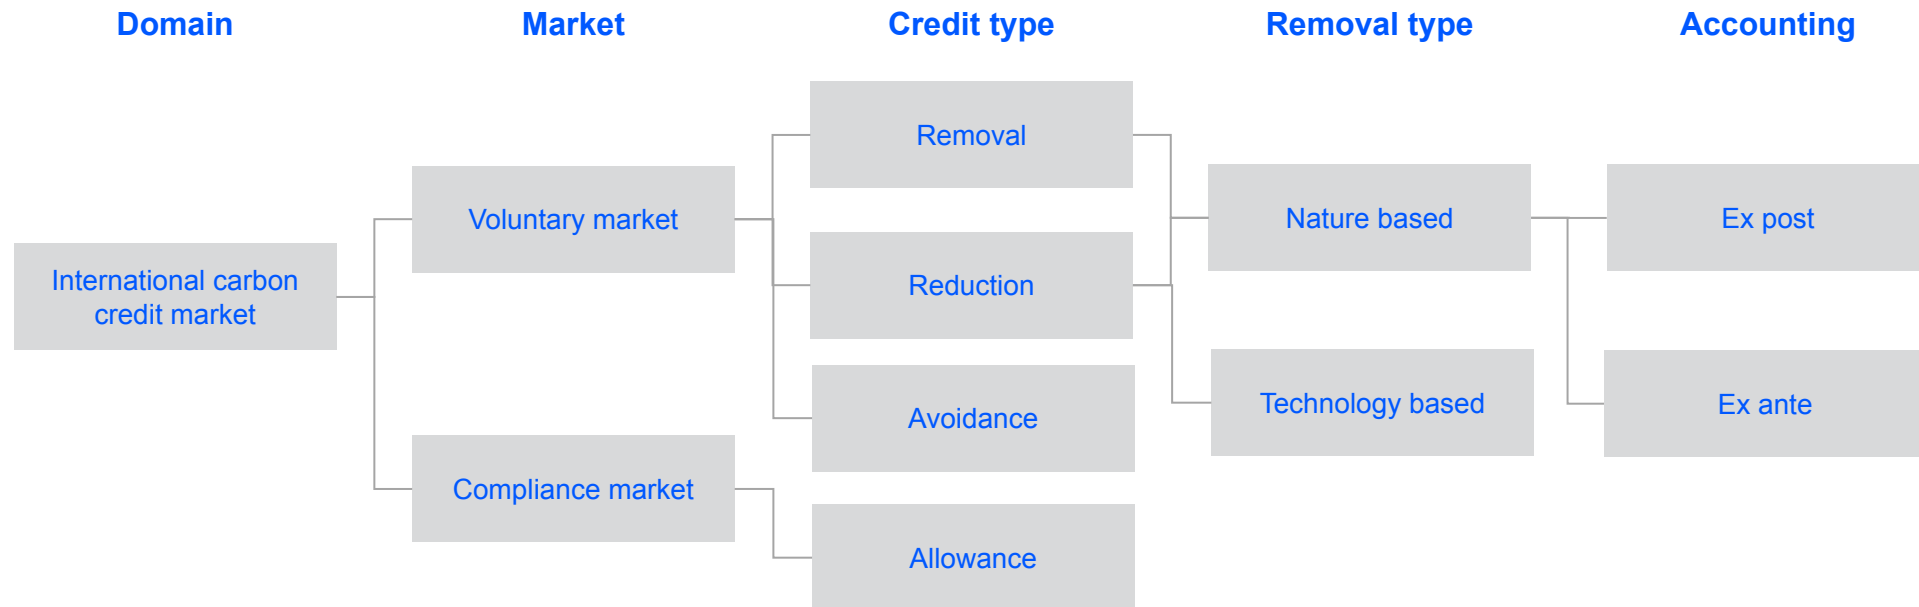 Domain
Market
Credit type
Removal type
Accounting
Removal
Voluntary market
Nature based
Ex post
International carbon
credit market
Reduction
Technology based
Ex ante
Avoidance
Compliance market
Allowance